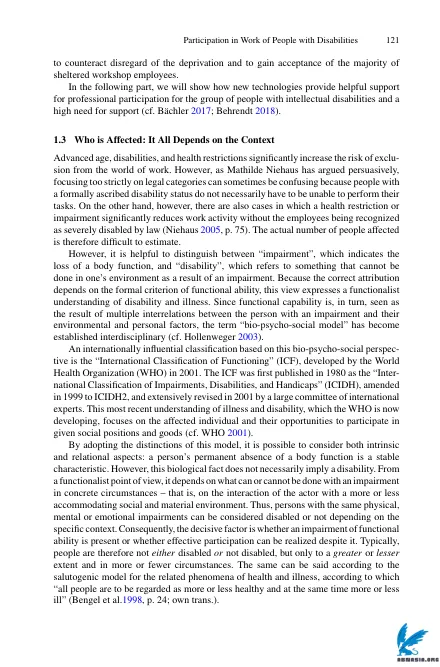 Participation in Work of People with Disabilities 121
to counteract disregard of the deprivation and to gain acceptance of the majority of
sheltered workshop employees.
In the following part, we will show how new technologies provide helpful support
for professional participation for the group of people with intellectual disabilities and a
high need for support (cf. Bächler 2017; Behrendt 2018).
1.3 Who is Affected: It All Depends on the Context
Advanced age, disabilities, and health restrictions significantly increase the risk of exclu-
sion from the world of work. However, as Mathilde Niehaus has argued persuasively,
focusing too strictly on legal categories can sometimes be confusing because people with
a formally ascribed disability status do not necessarily have to be unable to perform their
tasks. On the other hand, however, there are also cases in which a health restriction or
impairment significantly reduces work activity without the employees being recognized
as severely disabled by law (Niehaus 2005, p. 75). The actual number of people affected
is therefore difficult to estimate.
However, it is helpful to distinguish between “impairment”, which indicates the
loss of a body function, and “disability”, which refers to something that cannot be
done in one’s environment as a result of an impairment. Because the correct attribution
depends on the formal criterion of functional ability, this view expresses a functionalist
understanding of disability and illness. Since functional capability is, in turn, seen as
the result of multiple interrelations between the person with an impairment and their
environmental and personal factors, the term “bio-psycho-social model” has become
established interdisciplinary (cf. Hollenweger 2003).
An internationally influential classification based on this bio-psycho-social perspec-
tive is the “International Classification of Functioning” (ICF), developed by the World
Health Organization (WHO) in 2001. The ICF was first published in 1980 as the “Inter-
national Classification of Impairments, Disabilities, and Handicaps” (ICIDH), amended
in 1999 to ICIDH2, and extensively revised in 2001 by a large committee of international
experts. This most recent understanding of illness and disability, which the WHO is now
developing, focuses on the affected individual and their opportunities to participate in
given social positions and goods (cf. WHO 2001).
By adopting the distinctions of this model, it is possible to consider both intrinsic
and relational aspects: a person’s permanent absence of a body function is a stable
characteristic. However, this biological fact does not necessarily imply a disability. From
a functionalist point of view, it depends on what can or cannot be done with an impairment
in concrete circumstances – that is, on the interaction of the actor with a more or less
accommodating social and material environment. Thus, persons with the same physical,
mental or emotional impairments can be considered disabled or not depending on the
specific context. Consequently, the decisive factor is whether an impairment of functional
ability is present or whether effective participation can be realized despite it. Typically,
people are therefore not either disabled or not disabled, but only to a greater or lesser
extent and in more or fewer circumstances. The same can be said according to the
salutogenic model for the related phenomena of health and illness, according to which
“all people are to be regarded as more or less healthy and at the same time more or less
ill” (Bengel et al.1998, p. 24; own trans.).